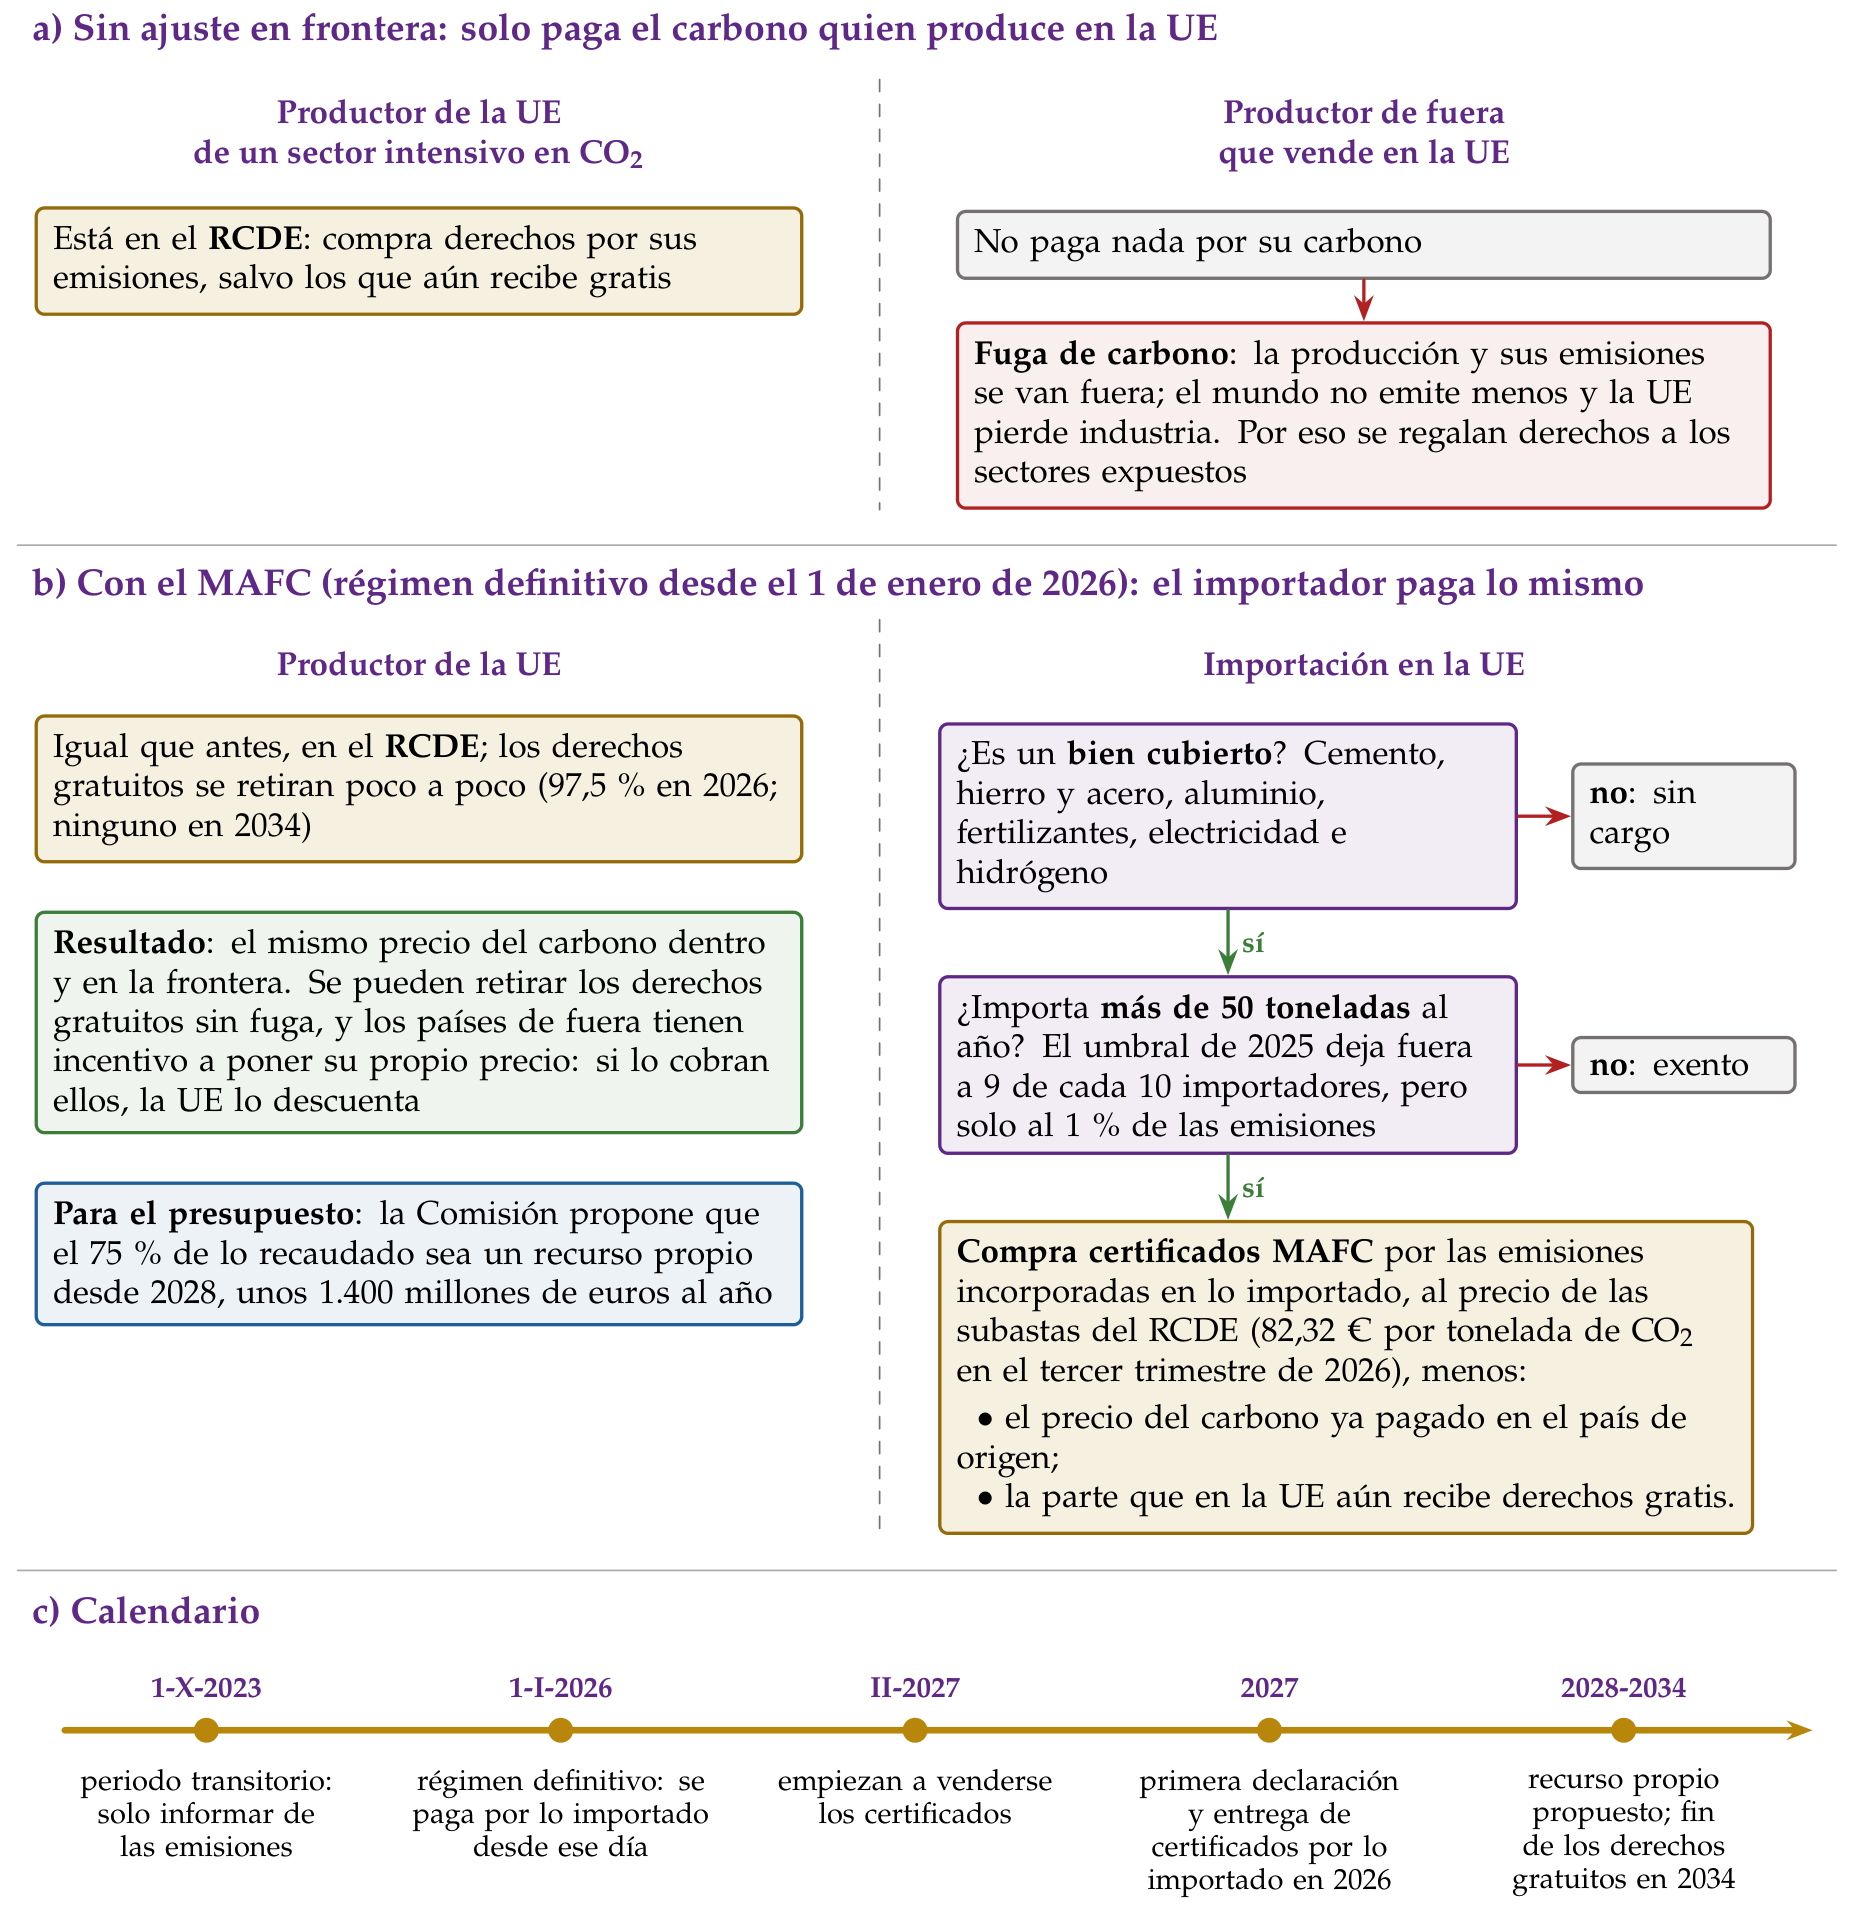 a) Sin ajuste en frontera: solo paga el carbono quien produce en la UE
Productor de la UE
de un sector intensivo en CO₂
Está en el RCDE: compra derechos por sus
emisiones, salvo los que aún recibe gratis
Productor de fuera
que vende en la UE
No paga nada por su carbono
Fuga de carbono: la producción y sus emisiones
se van fuera; el mundo no emite menos y la UE
pierde industria. Por eso se regalan derechos a los
sectores expuestos
b) Con el MAFC (régimen definitivo desde el 1 de enero de 2026): el importador paga lo mismo
Productor de la UE
Igual que antes, en el RCDE; los derechos
gratuitos se retiran poco a poco (97,5 % en 2026;
ninguno en 2034)
Resultado: el mismo precio del carbono dentro
y en la frontera. Se pueden retirar los derechos
gratuitos sin fuga, y los países de fuera tienen
incentivo a poner su propio precio: si lo cobran
ellos, la UE lo descuenta
Para el presupuesto: la Comisión propone que
el 75 % de lo recaudado sea un recurso propio
desde 2028, unos 1.400 millones de euros al año
Importación en la UE
¿Es un bien cubierto? Cemento,
hierro y acero, aluminio,
fertilizantes, electricidad e
hidrógeno
no: sin
cargo
sí
¿Importa más de 50 toneladas al
año? El umbral de 2025 deja fuera
a 9 de cada 10 importadores, pero
solo al 1 % de las emisiones
no: exento
sí
Compra certificados MAFC por las emisiones
incorporadas en lo importado, al precio de las
subastas del RCDE (82,32 € por tonelada de CO₂
en el tercer trimestre de 2026), menos:
• el precio del carbono ya pagado en el país de
origen;
• la parte que en la UE aún recibe derechos gratis.
c) Calendario
1-X-2023
periodo transitorio:
solo informar de
las emisiones
1-I-2026
régimen definitivo: se
paga por lo importado
desde ese día
II-2027
empiezan a venderse
los certificados
2027
primera declaración
y entrega de
certificados por lo
importado en 2026
2028-2034
recurso propio
propuesto; fin
de los derechos
gratuitos en 2034